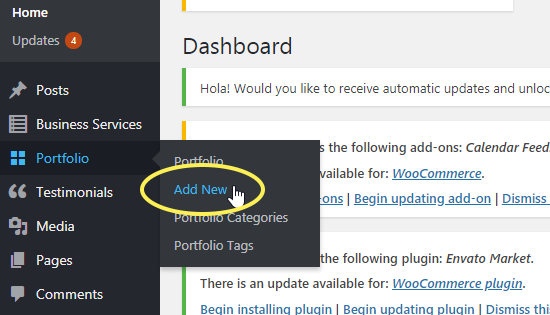 Home
Updates 4
Posts
Business Services
Portfolio
Testimonials
Media
Pages
Comments
Portfolio
Add New
Portfolio Categories
Portfolio Tags
Dashboard
Hola! Would you like to receive automatic updates and unloc
the following add-ons: Calendar Feed
available for: WooCommerce.
-ons | Begin updating add-on | Dismiss
the following plugin: Envato Market.
There is an update available for: WooCommerce plugin.
Begin installing plugin | Begin updating plugin | Dismiss this